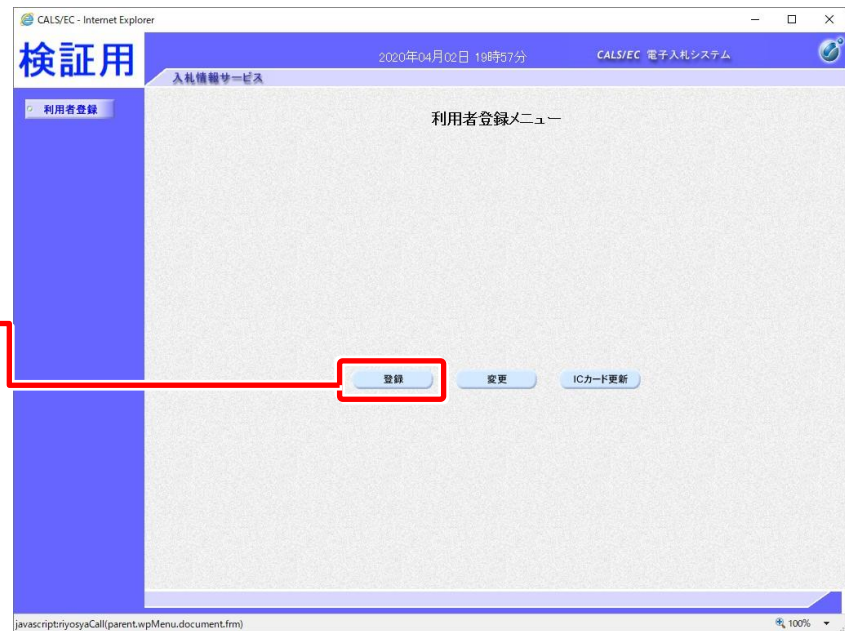 CALS/EC - Internet Explorer
検証用
2020年04月02日 19時57分
CALS/EC 電子入札システム
入札情報サービス
利用者登録
利用者登録メニュー
登録
変更
ICカード更新
javascript:riyosyaCall(parent.wpMenu.document.frm)
100%